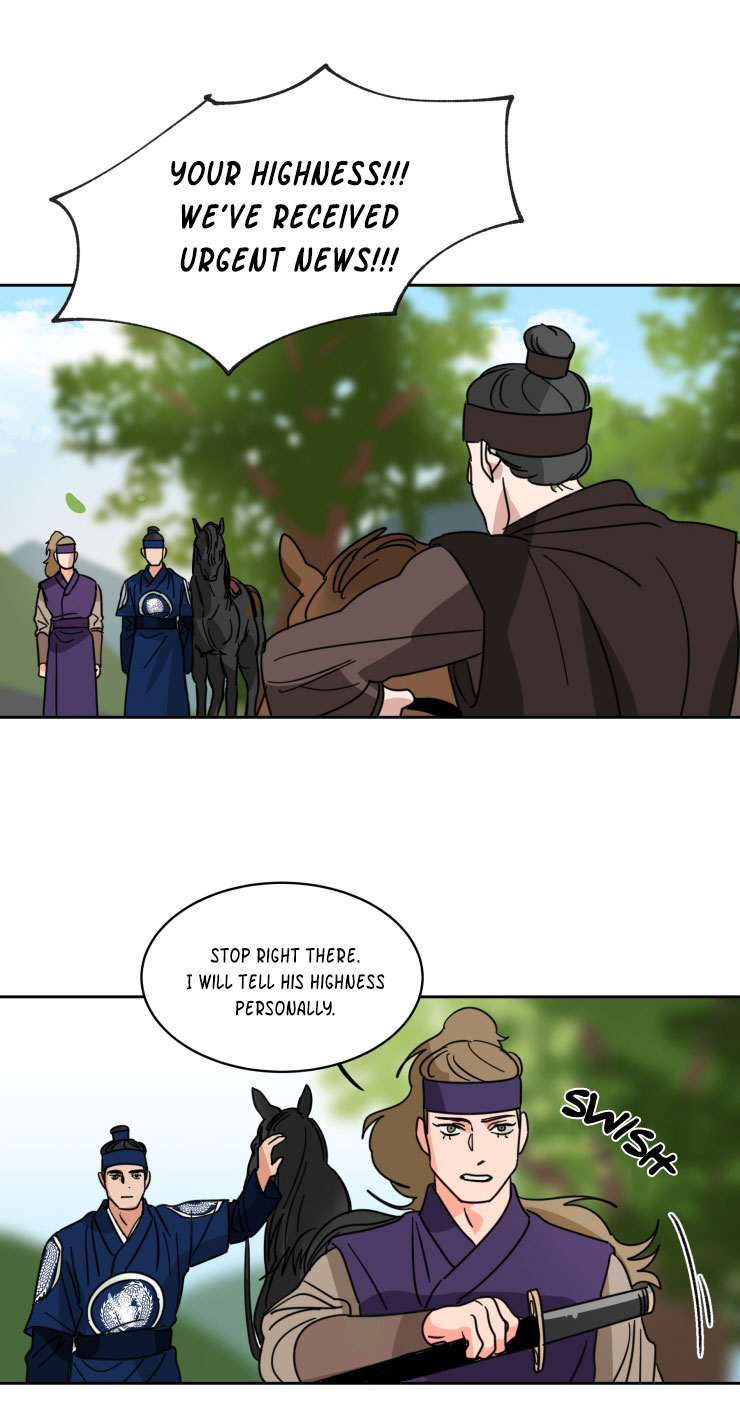 YOUR HIGHNESS!!!
WE'VE RECEIVED
URGENT NEWS!!!
STOP RIGHT THERE.
I WILL TELL HIS HIGHNESS
PERSONALLY.
SWISH